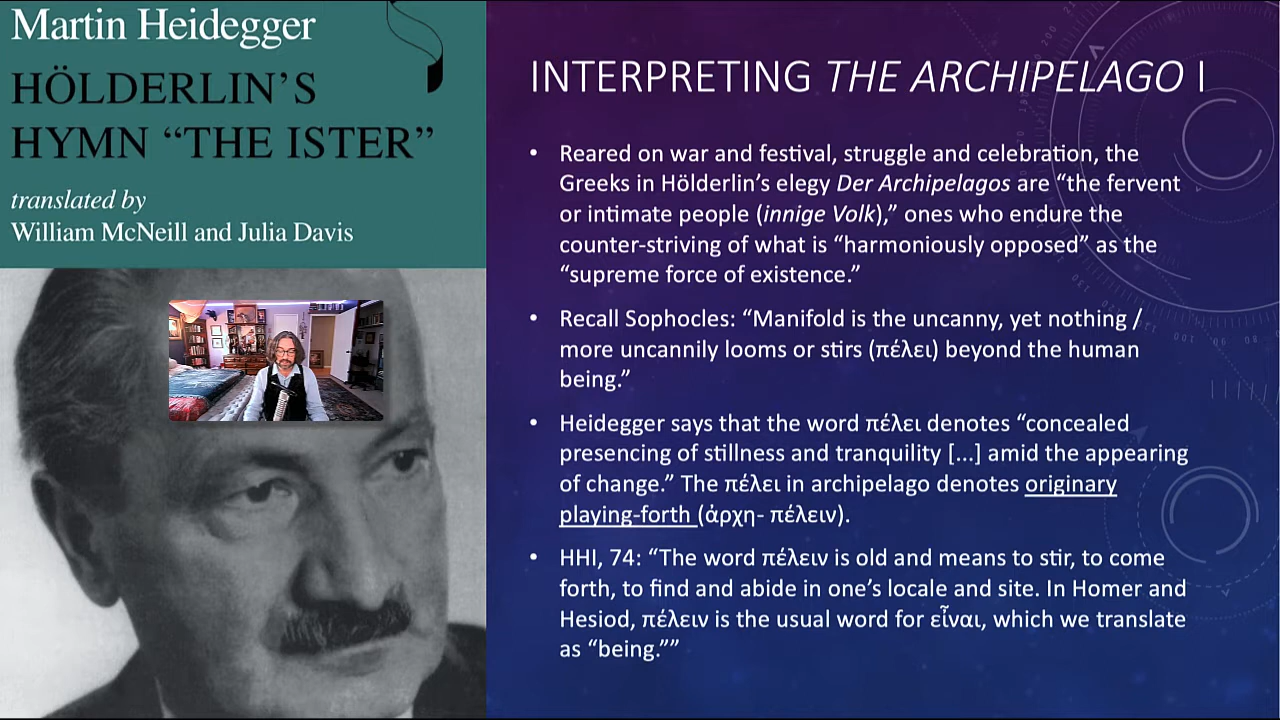 Martin Heidegger
HÖLDERLIN’S
HYMN “THE ISTER”
translated by
William McNeill and Julia Davis
INTERPRETING THE ARCHIPELAGO I
• Reared on war and festival, struggle and celebration, the
Greeks in Hölderlin’s elegy Der Archipelagos are “the fervent
or intimate people (innige Volk),” ones who endure the
counter-striving of what is “harmoniously opposed” as the
“supreme force of existence.”
• Recall Sophocles: “Manifold is the uncanny, yet nothing /
more uncannily looms or stirs (πέλει) beyond the human
being.”
• Heidegger says that the word πέλει denotes “concealed
presencing of stillness and tranquility [...] amid the appearing
of change.” The πέλει in archipelago denotes originary
playing-forth (ἀρχη- πέλειν).
• HHI, 74: “The word πέλειν is old and means to stir, to come
forth, to find and abide in one’s locale and site. In Homer and
Hesiod, πέλειν is the usual word for εἶναι, which we translate
as “being.””